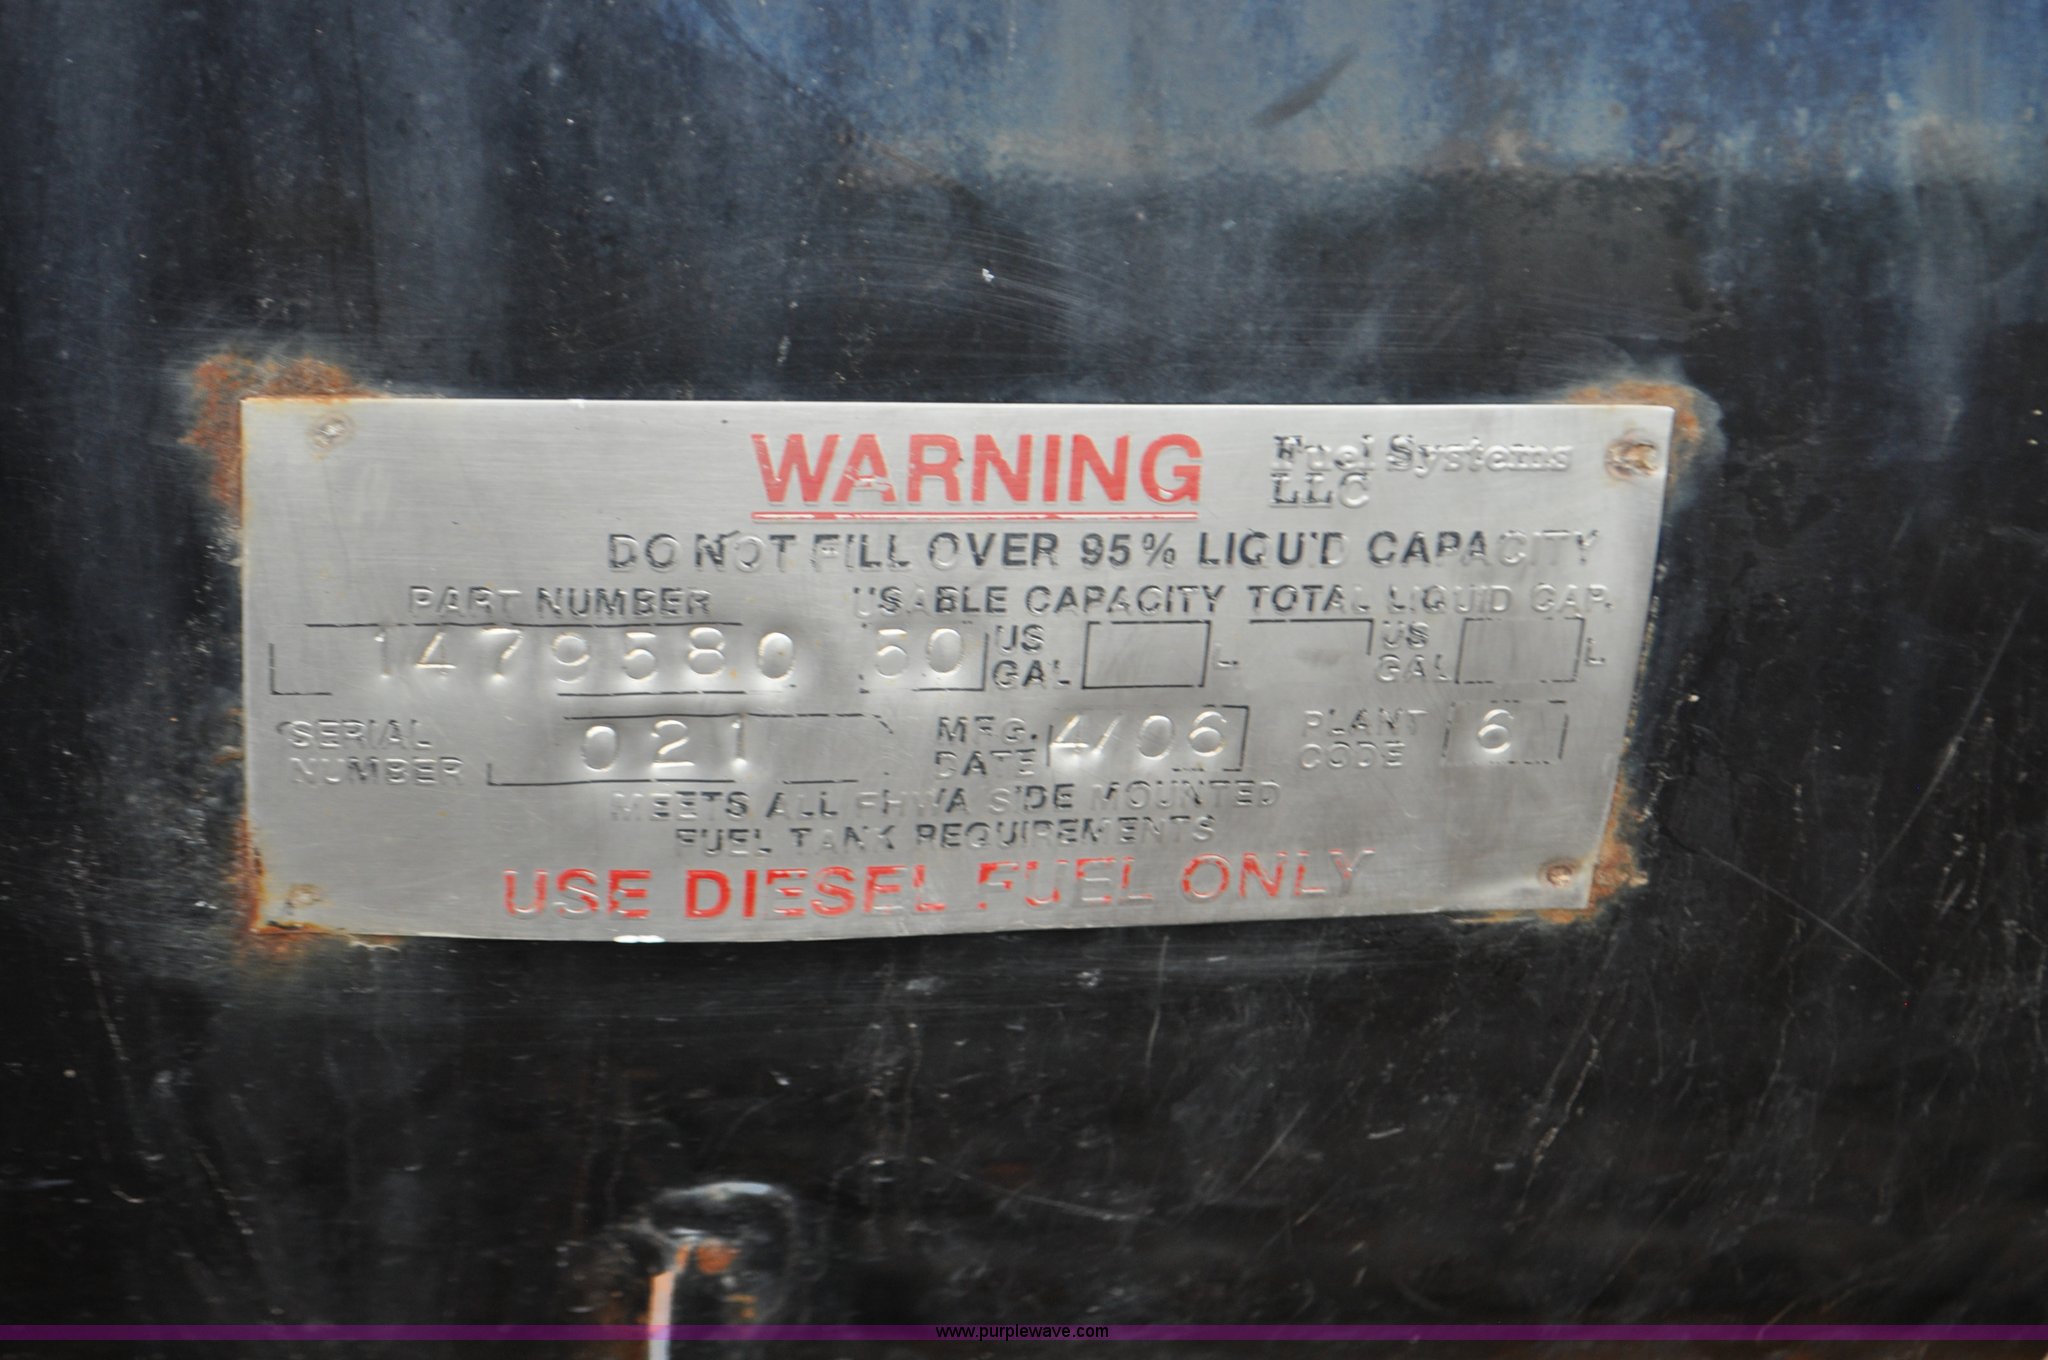 WARNING
Fuel Systems
LLC
DO NOT FILL OVER 95% LIQUID CAPACITY
PART NUMBER USABLE CAPACITY TOTAL LIQUID CAP.
1479580 50 US GAL L US GAL L
SERIAL NUMBER 021 MFG. DATE 4/06 PLANT CODE 6
MEETS ALL FHWA SIDE MOUNTED
FUEL TANK REQUIREMENTS
USE DIESEL FUEL ONLY
www.purplewave.com